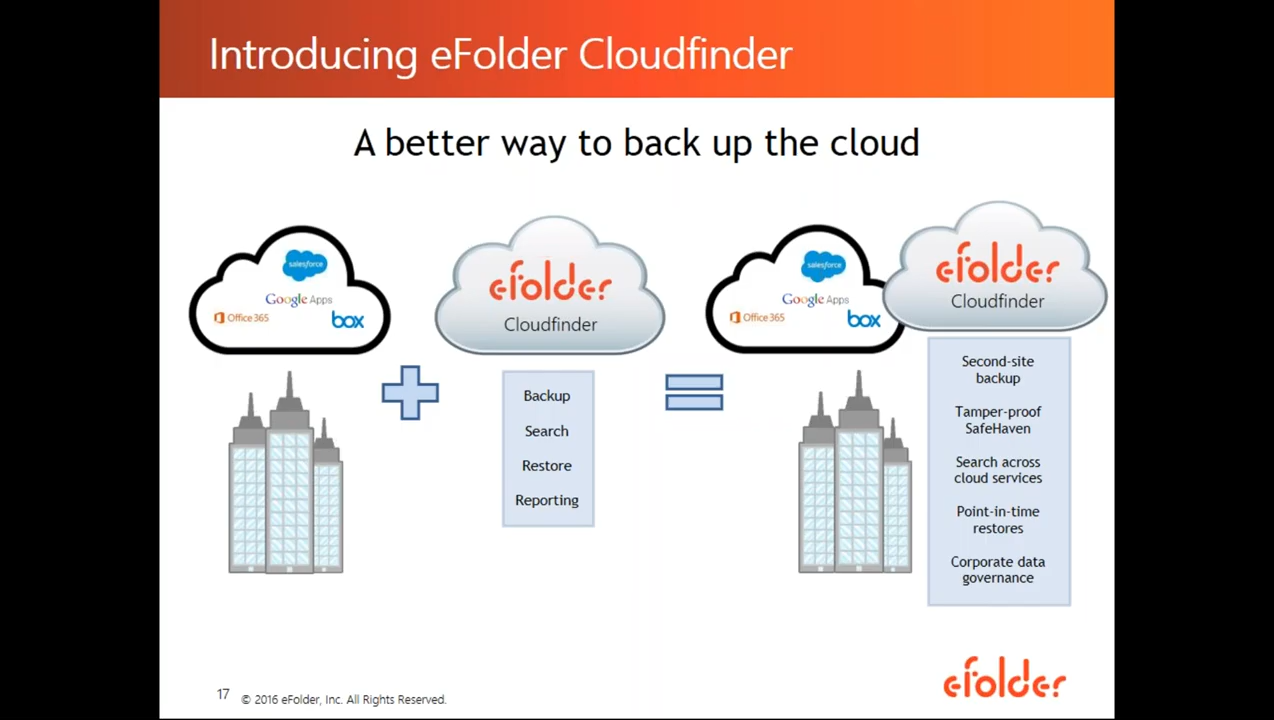 Introducing eFolder Cloudfinder
A better way to back up the cloud
salesforce
Google Apps
Office 365
box
eFolder
Cloudfinder
Backup
Search
Restore
Reporting
salesforce
Google Apps
Office 365
box
eFolder
Cloudfinder
Second-site
backup
Tamper-proof
SafeHaven
Search across
cloud services
Point-in-time
restores
Corporate data
governance
17
© 2016 eFolder, Inc. All Rights Reserved.
eFolder